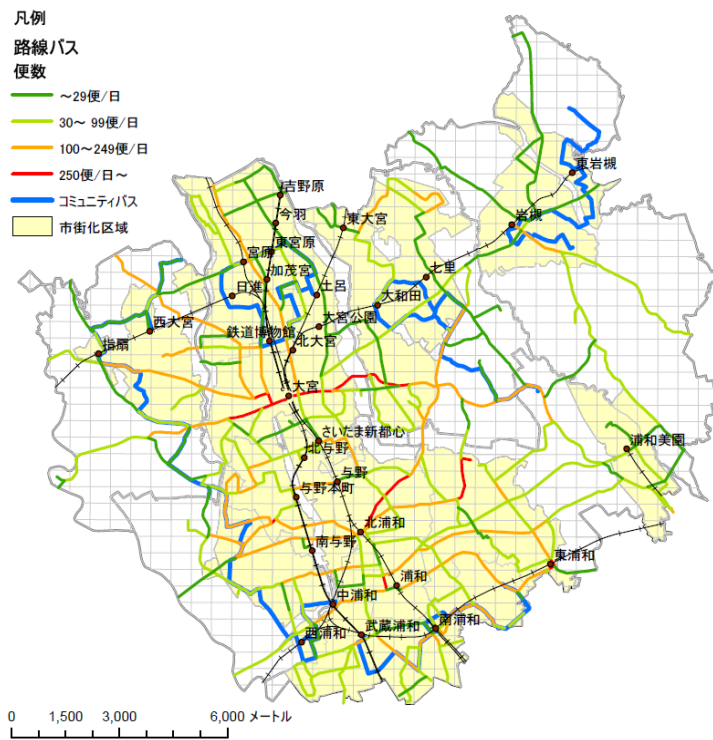 凡例
路線バス
便数
～29便/日
30～ 99便/日
100～249便/日
250便/日～
コミュニティバス
市街化区域
吉野原
今羽
東大宮
東岩槻
岩槻
東宮原
宮原
加茂宮
七里
日進
土呂
大和田
大宮公園
鉄道博物館
西大宮
北大宮
指扇
大宮
さいたま新都心
北与野
浦和美園
与野
与野本町
北浦和
南与野
東浦和
浦和
中浦和
西浦和
武蔵浦和
南浦和
0 1,500 3,000 6,000 メートル